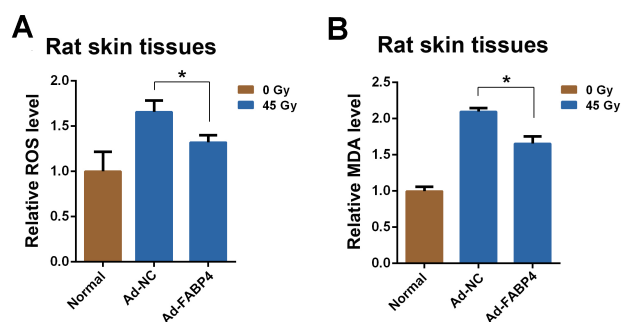 A
Rat skin tissues
Relative ROS level
2.0
1.5
1.0
0.5
0.0
*
0 Gy
45 Gy
Normal
Ad-NC
Ad-FABP4
B
Rat skin tissues
Relative MDA level
2.5
2.0
1.5
1.0
0.5
0.0
*
0 Gy
45 Gy
Normal
Ad-NC
Ad-FABP4